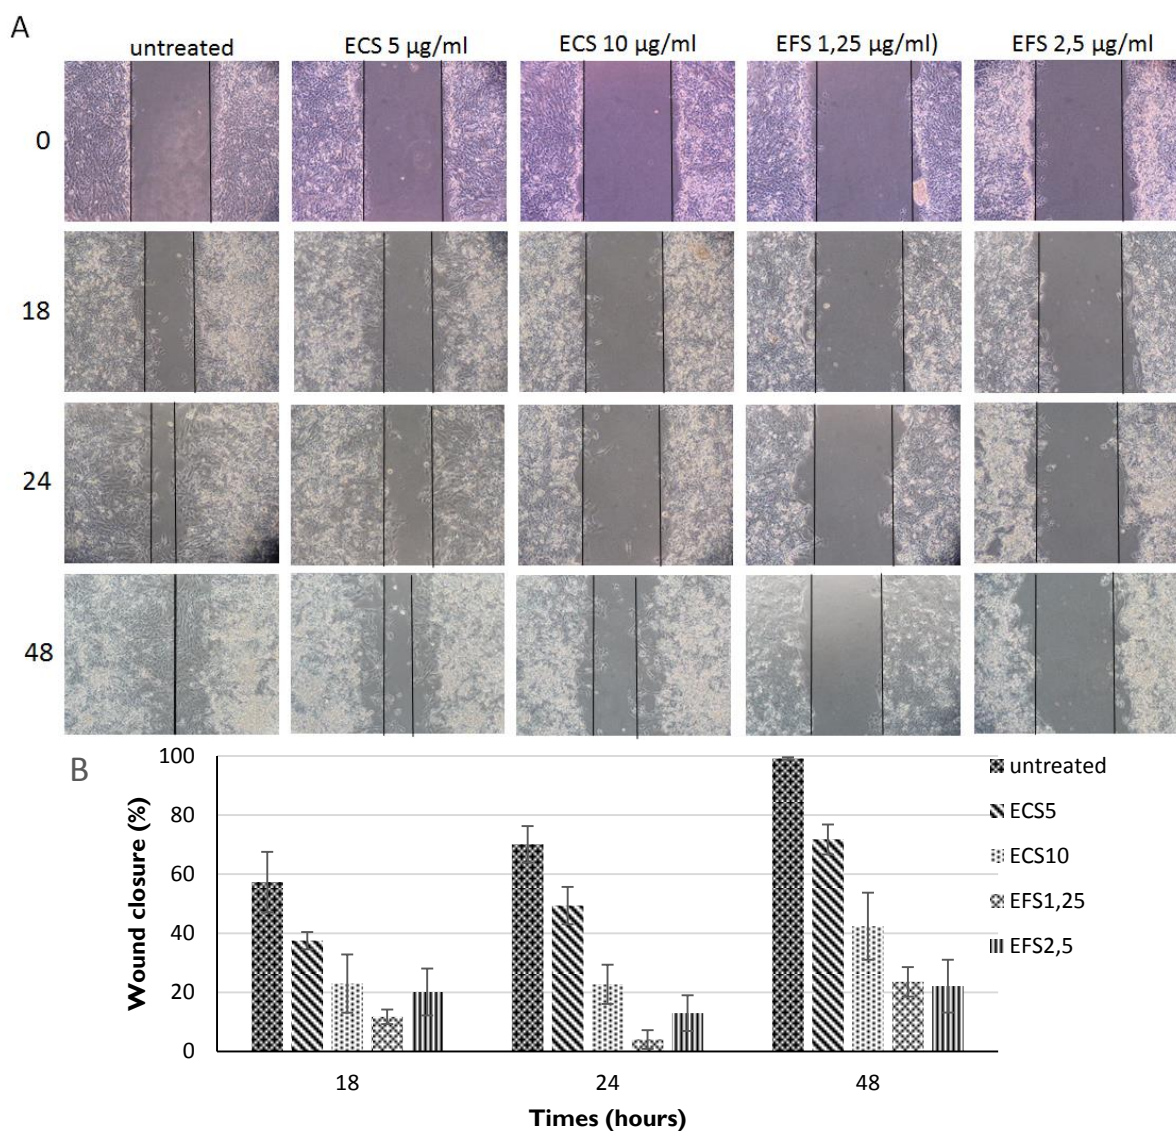 A
untreated
ECS 5 µg/ml
ECS 10 µg/ml
EFS 1,25 µg/ml)
EFS 2,5 µg/ml
0
18
24
48
B
Wound closure (%)
100
80
60
40
20
0
18
24
48
Times (hours)
untreated
ECS5
ECS10
EFS1,25
EFS2,5